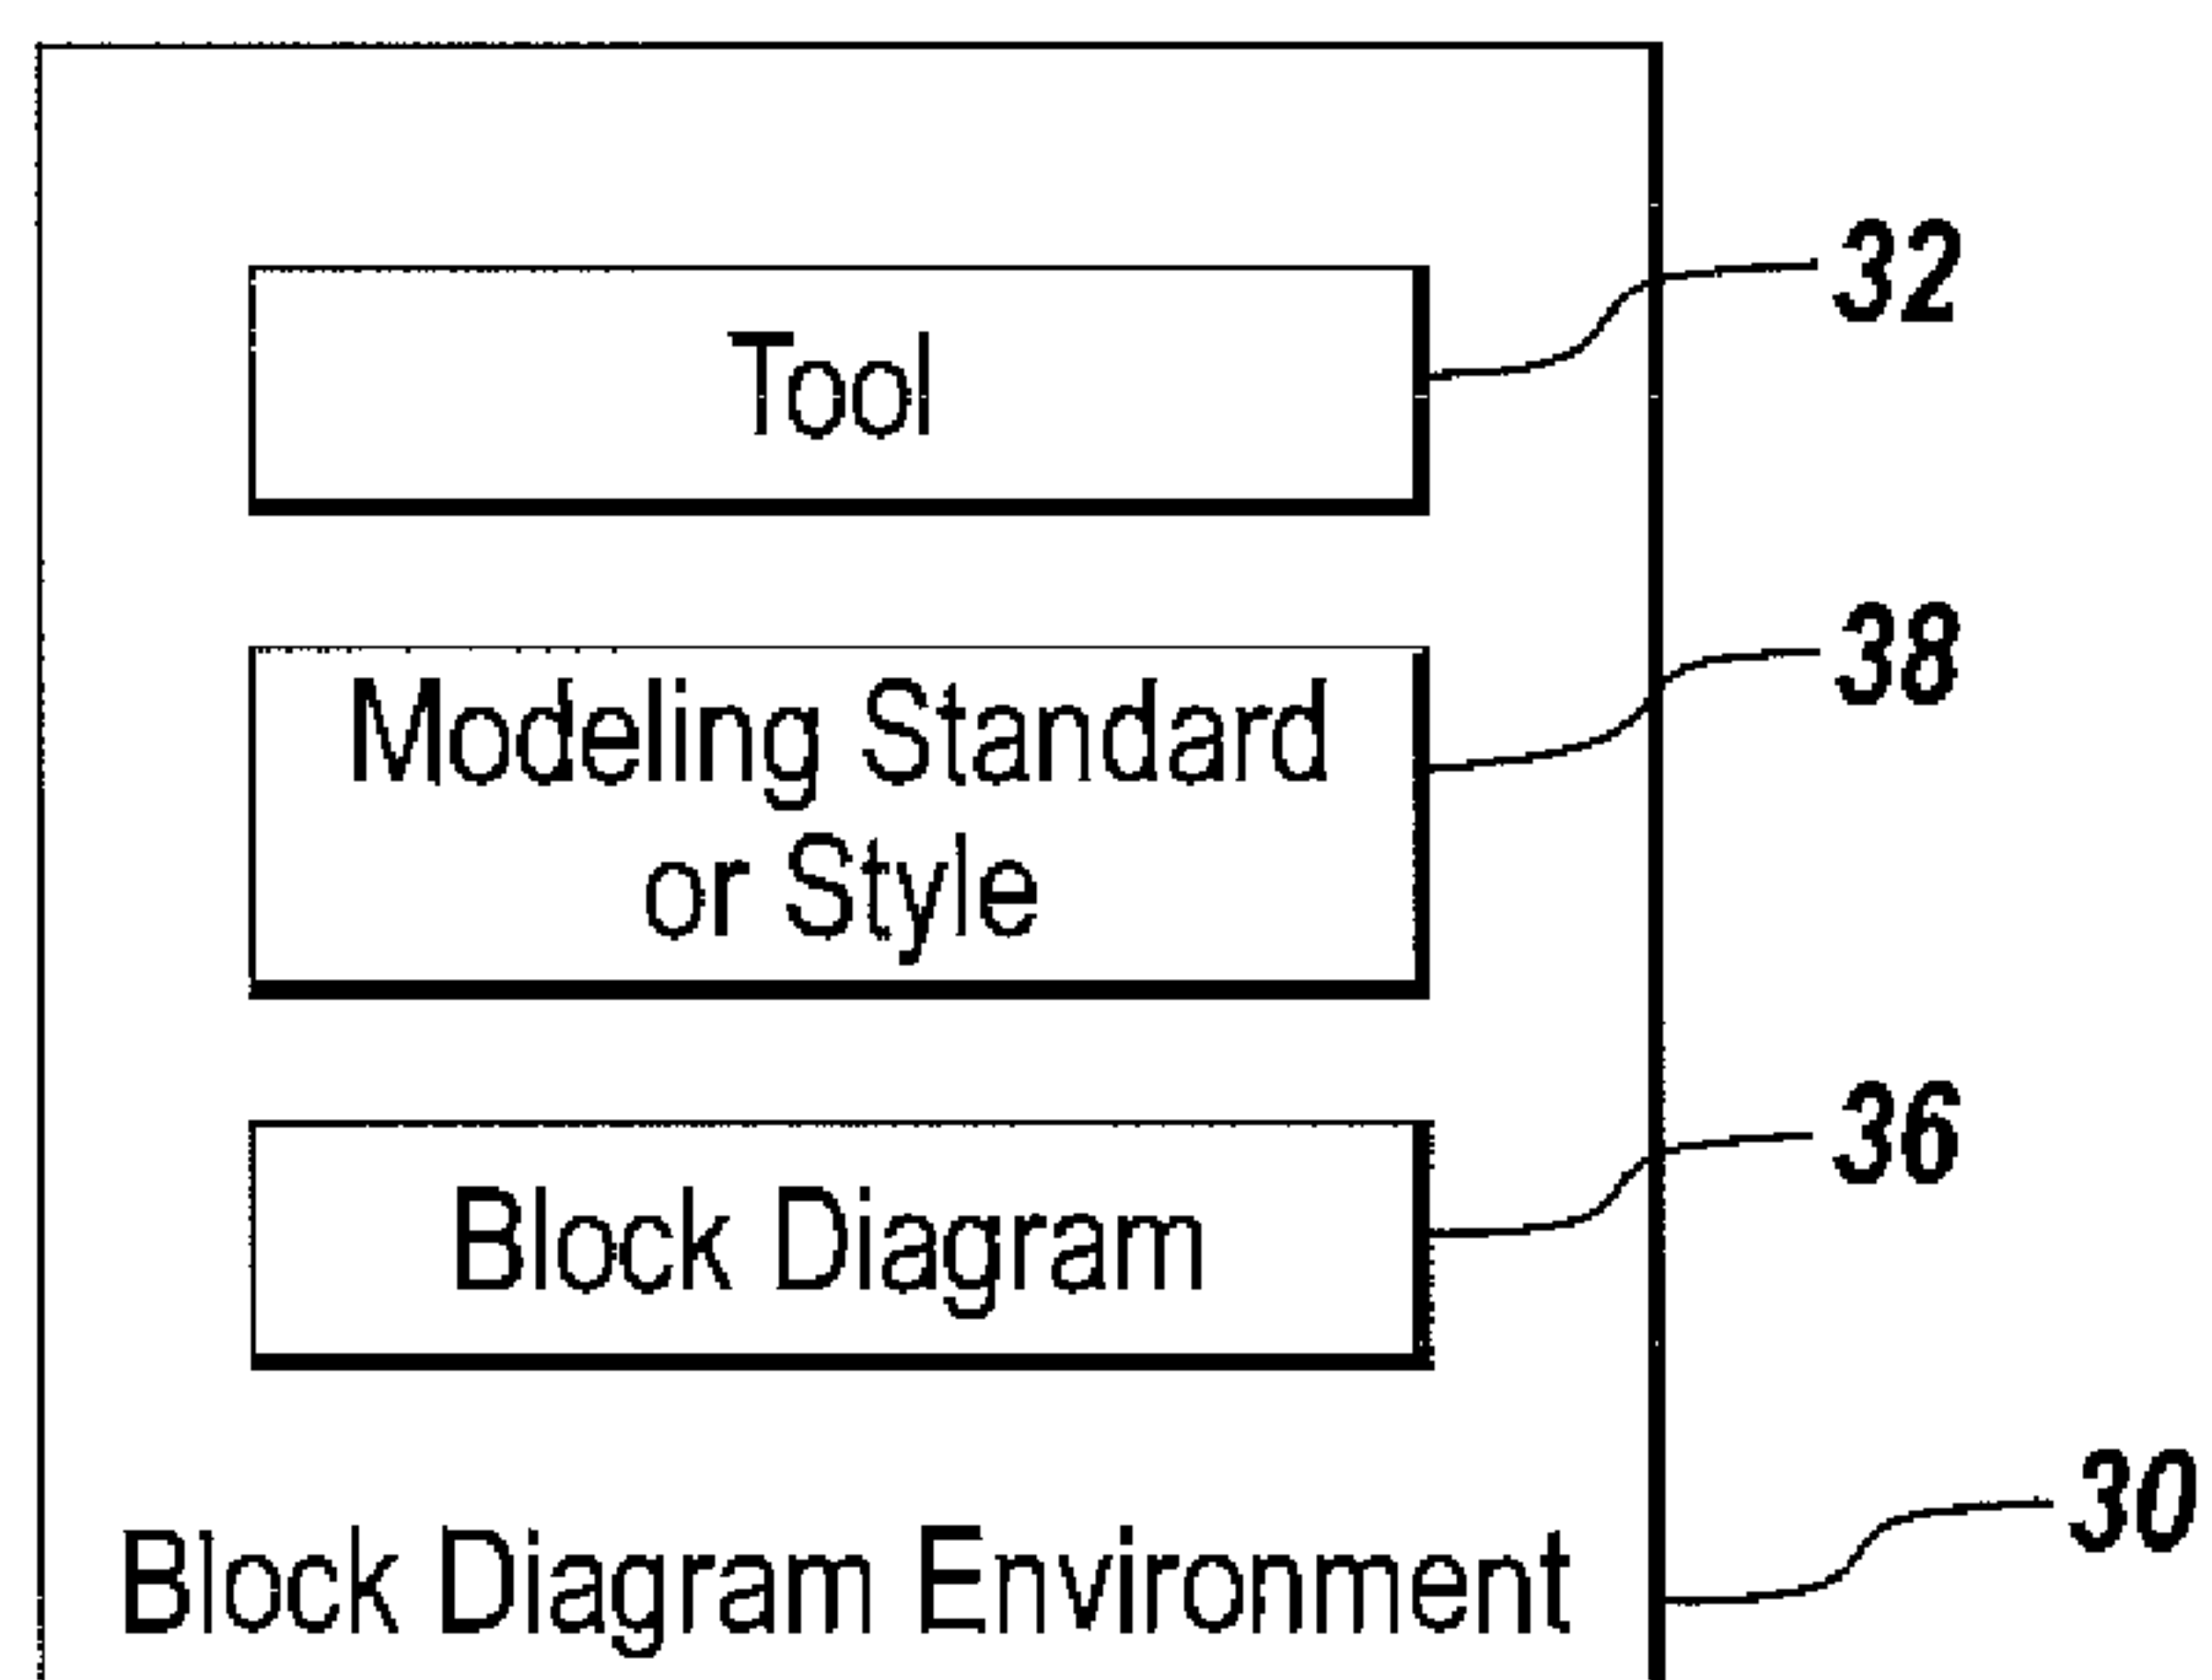 Tool
32
Modeling Standard
or Style
38
Block Diagram
36
Block Diagram Environment
30